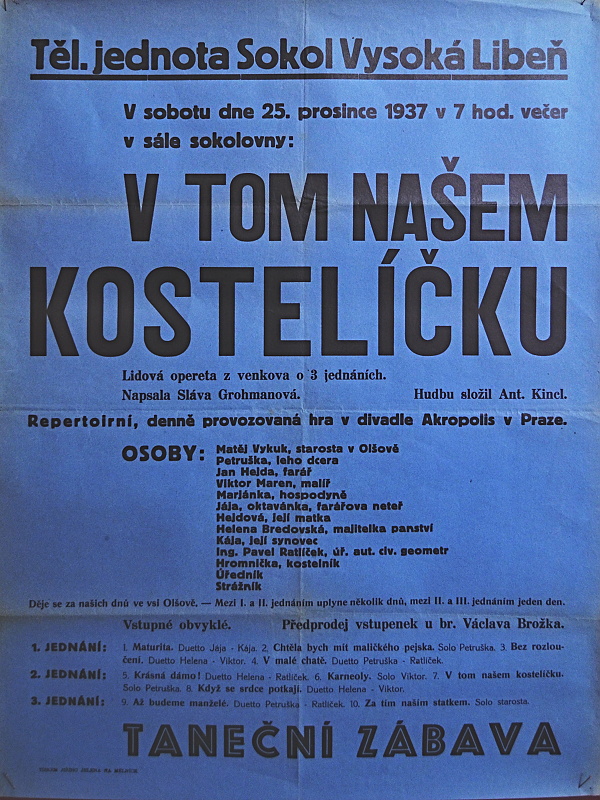 Těl. jednota Sokol Vysoká Libeň
V sobotu dne 25. prosince 1937 v 7 hod. večer
v sále sokolovny:
V TOM NAŠEM
KOSTELÍČKU
Lidová opereta z venkova o 3 jednáních.
Napsala Sláva Grohmanová. Hudbu složil Ant. Kincl.
Repertoirní, denně provozovaná hra v divadle Akropolis v Praze.
OSOBY: Matěj Vykuk, starosta v Olšově
Petruška, jeho dcera
Jan Hejda, farář
Viktor Maren, malíř
Marjánka, hospodyně
Jája, oktavánka, farářova neteř
Hejdová, její matka
Helena Bredovská, majitelka panství
Kája, její synovec
Ing. Pavel Ratlíček, úř. aut. civ. geometr
Hromnička, kostelník
Úředník
Strážník
Děje se za našich dnů ve vsi Olšově. — Mezi I. a II. jednáním uplyne několik dnů, mezi II. a III. jednáním jeden den.
Vstupné obvyklé. Předprodej vstupenek u br. Václava Brožka.
1. JEDNÁNÍ: 1. Maturita. Duetto Jája - Kája. 2. Chtěla bych mít maličkého pejska. Solo Petruška. 3. Bez rozlou-
čení. Duetto Helena - Viktor. 4. V malé chatě. Duetto Petruška - Ratlíček.
2. JEDNÁNÍ: 5. Krásná dámo! Duetto Helena - Ratlíček. 6. Karneoly. Solo Viktor. 7. V tom našem kostelíčku.
Solo Petruška. 8. Když se srdce potkají. Duetto Helena - Viktor.
3. JEDNÁNÍ: 9. Až budeme manželé. Duetto Petruška - Ratlíček. 10. Za tím naším statkem. Solo starosta.
TANEČNÍ ZÁBAVA